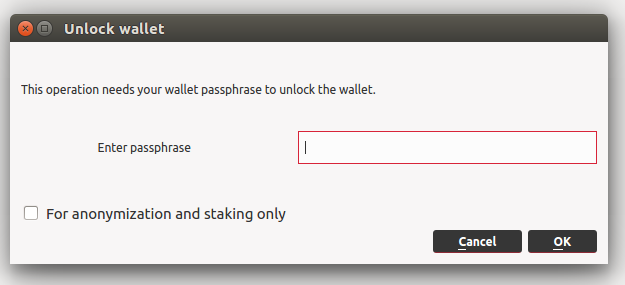 Unlock wallet
This operation needs your wallet passphrase to unlock the wallet.
Enter passphrase
For anonymization and staking only
Cancel OK